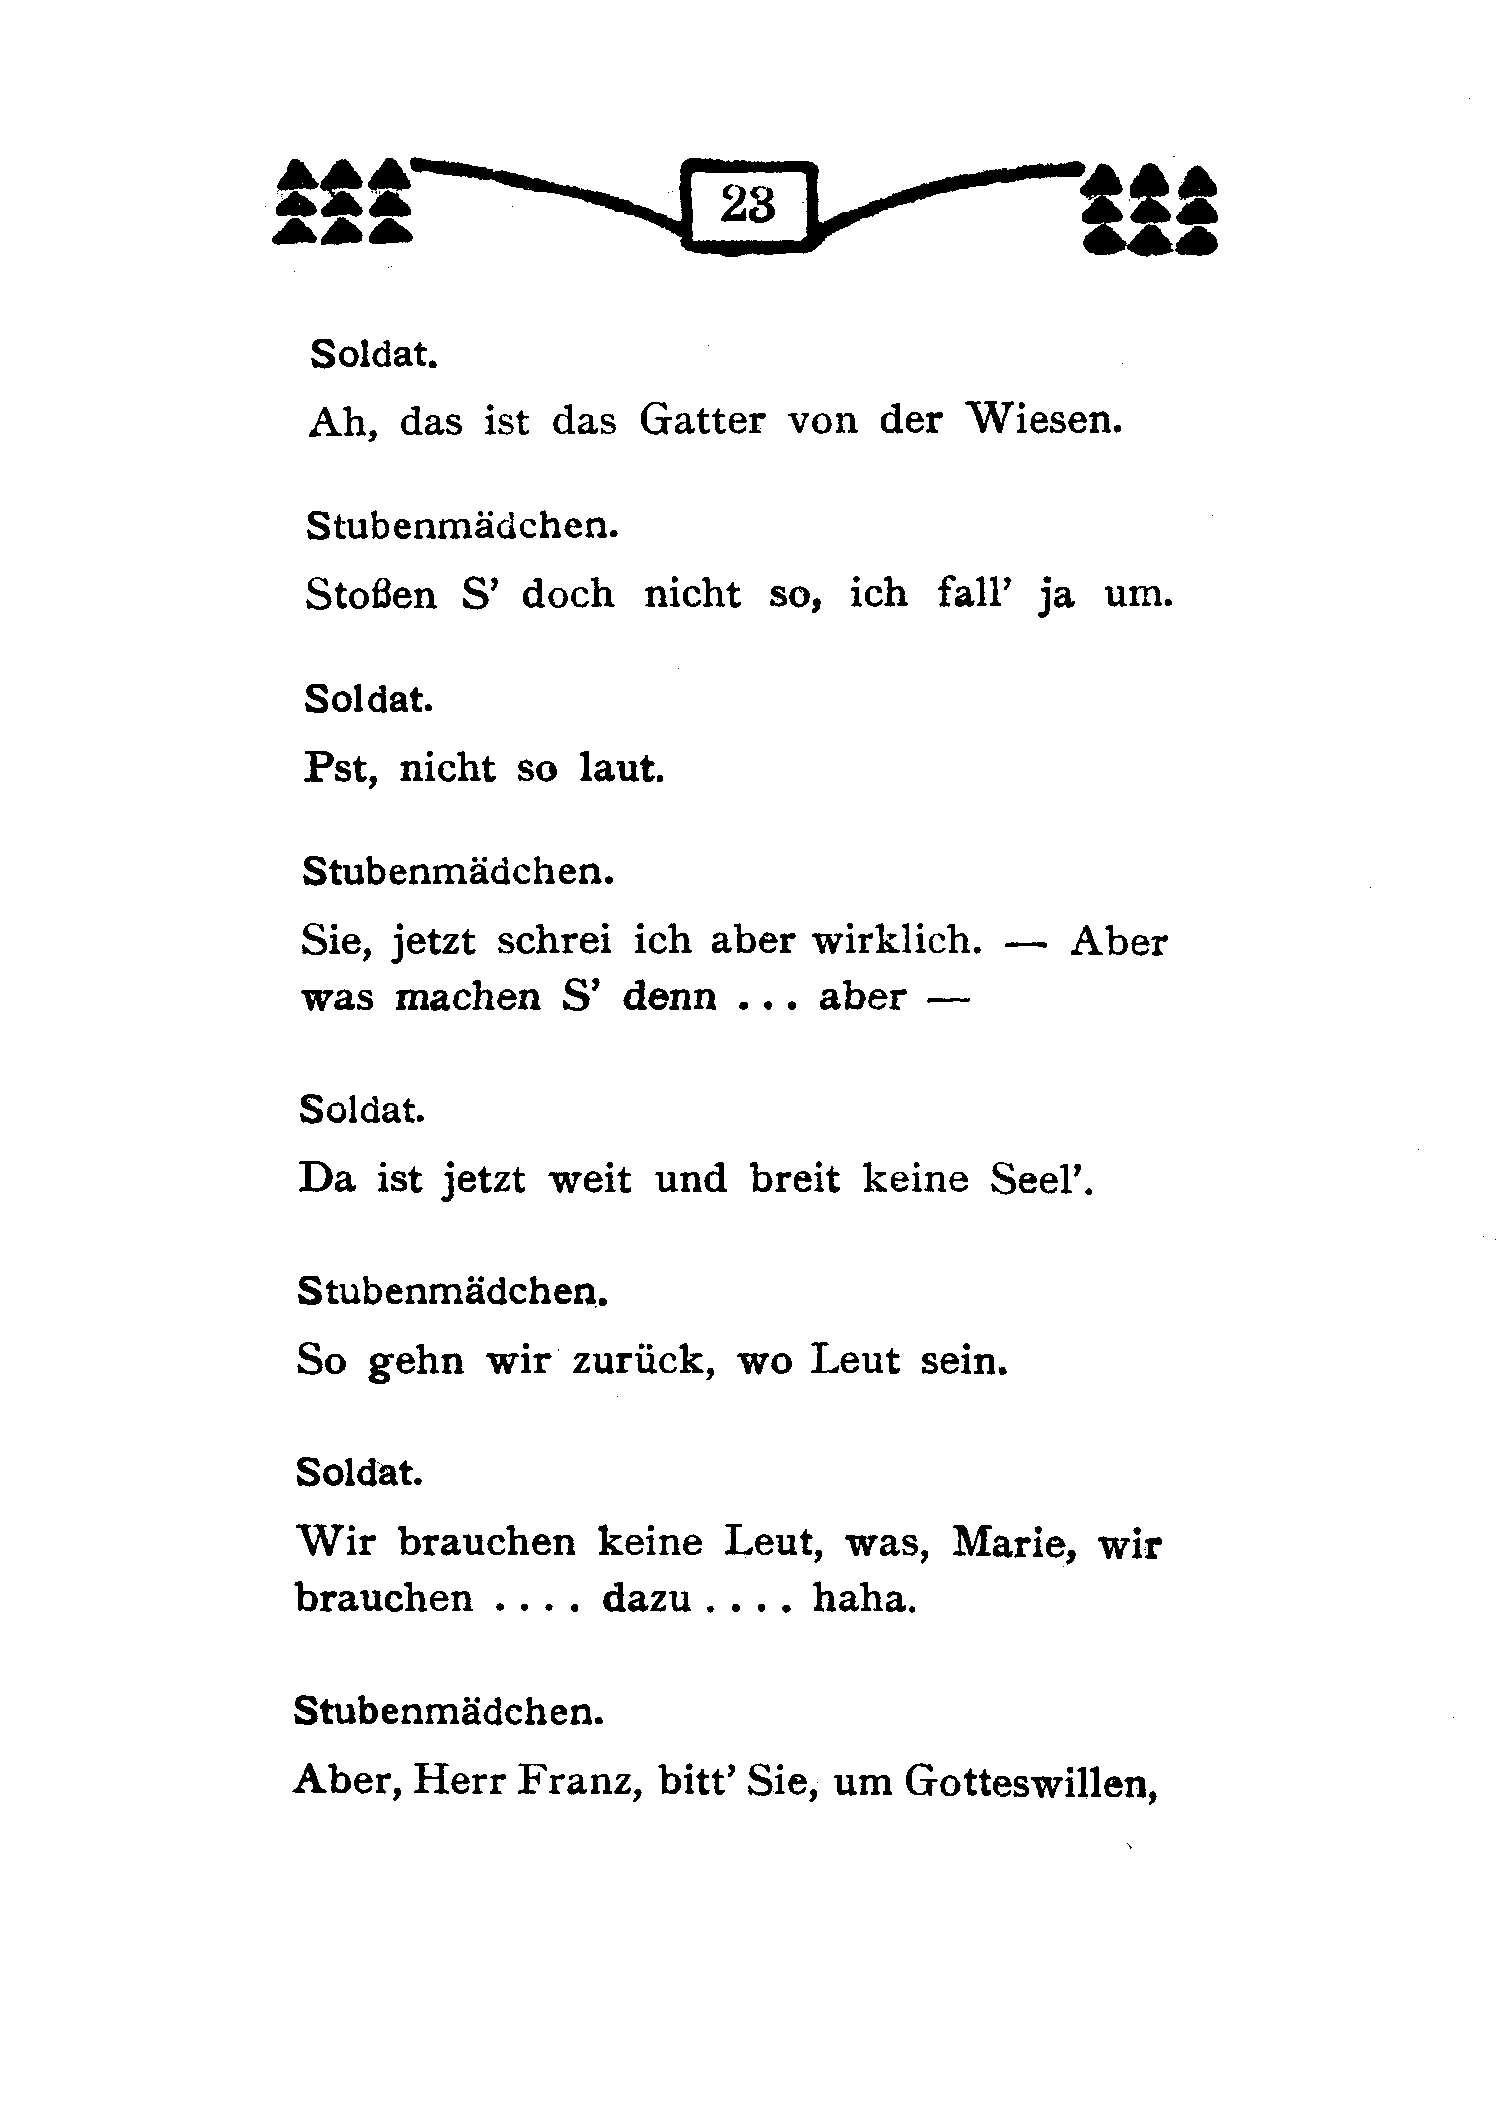 23
Soldat.
Ah, das ist das Gatter von der Wiesen.
Stubenmädchen.
Stoßen S’ doch nicht so, ich fall’ ja um.
Soldat.
Pst, nicht so laut.
Stubenmädchen.
Sie, jetzt schrei ich aber wirklich. — Aber
was machen S’ denn ... aber —
Soldat.
Da ist jetzt weit und breit keine Seel’.
Stubenmädchen.
So gehn wir zurück, wo Leut sein.
Soldat.
Wir brauchen keine Leut, was, Marie, wir
brauchen .... dazu .... haha.
Stubenmädchen.
Aber, Herr Franz, bitt’ Sie, um Gotteswillen,